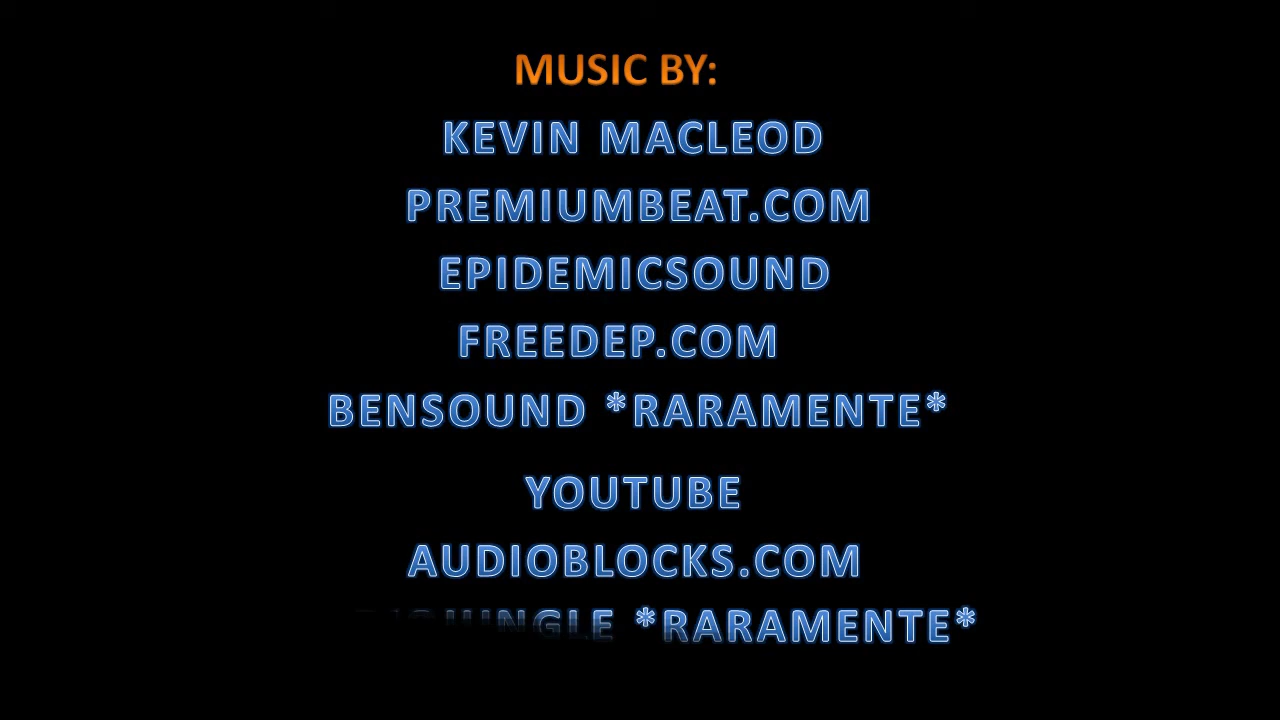 MUSIC BY:
KEVIN MACLEOD
PREMIUMBEAT.COM
EPIDEMICSOUND
FREEDEP.COM
BENSOUND *RARAMENTE*
YOUTUBE
AUDIOBLOCKS.COM
*RARAMENTE*